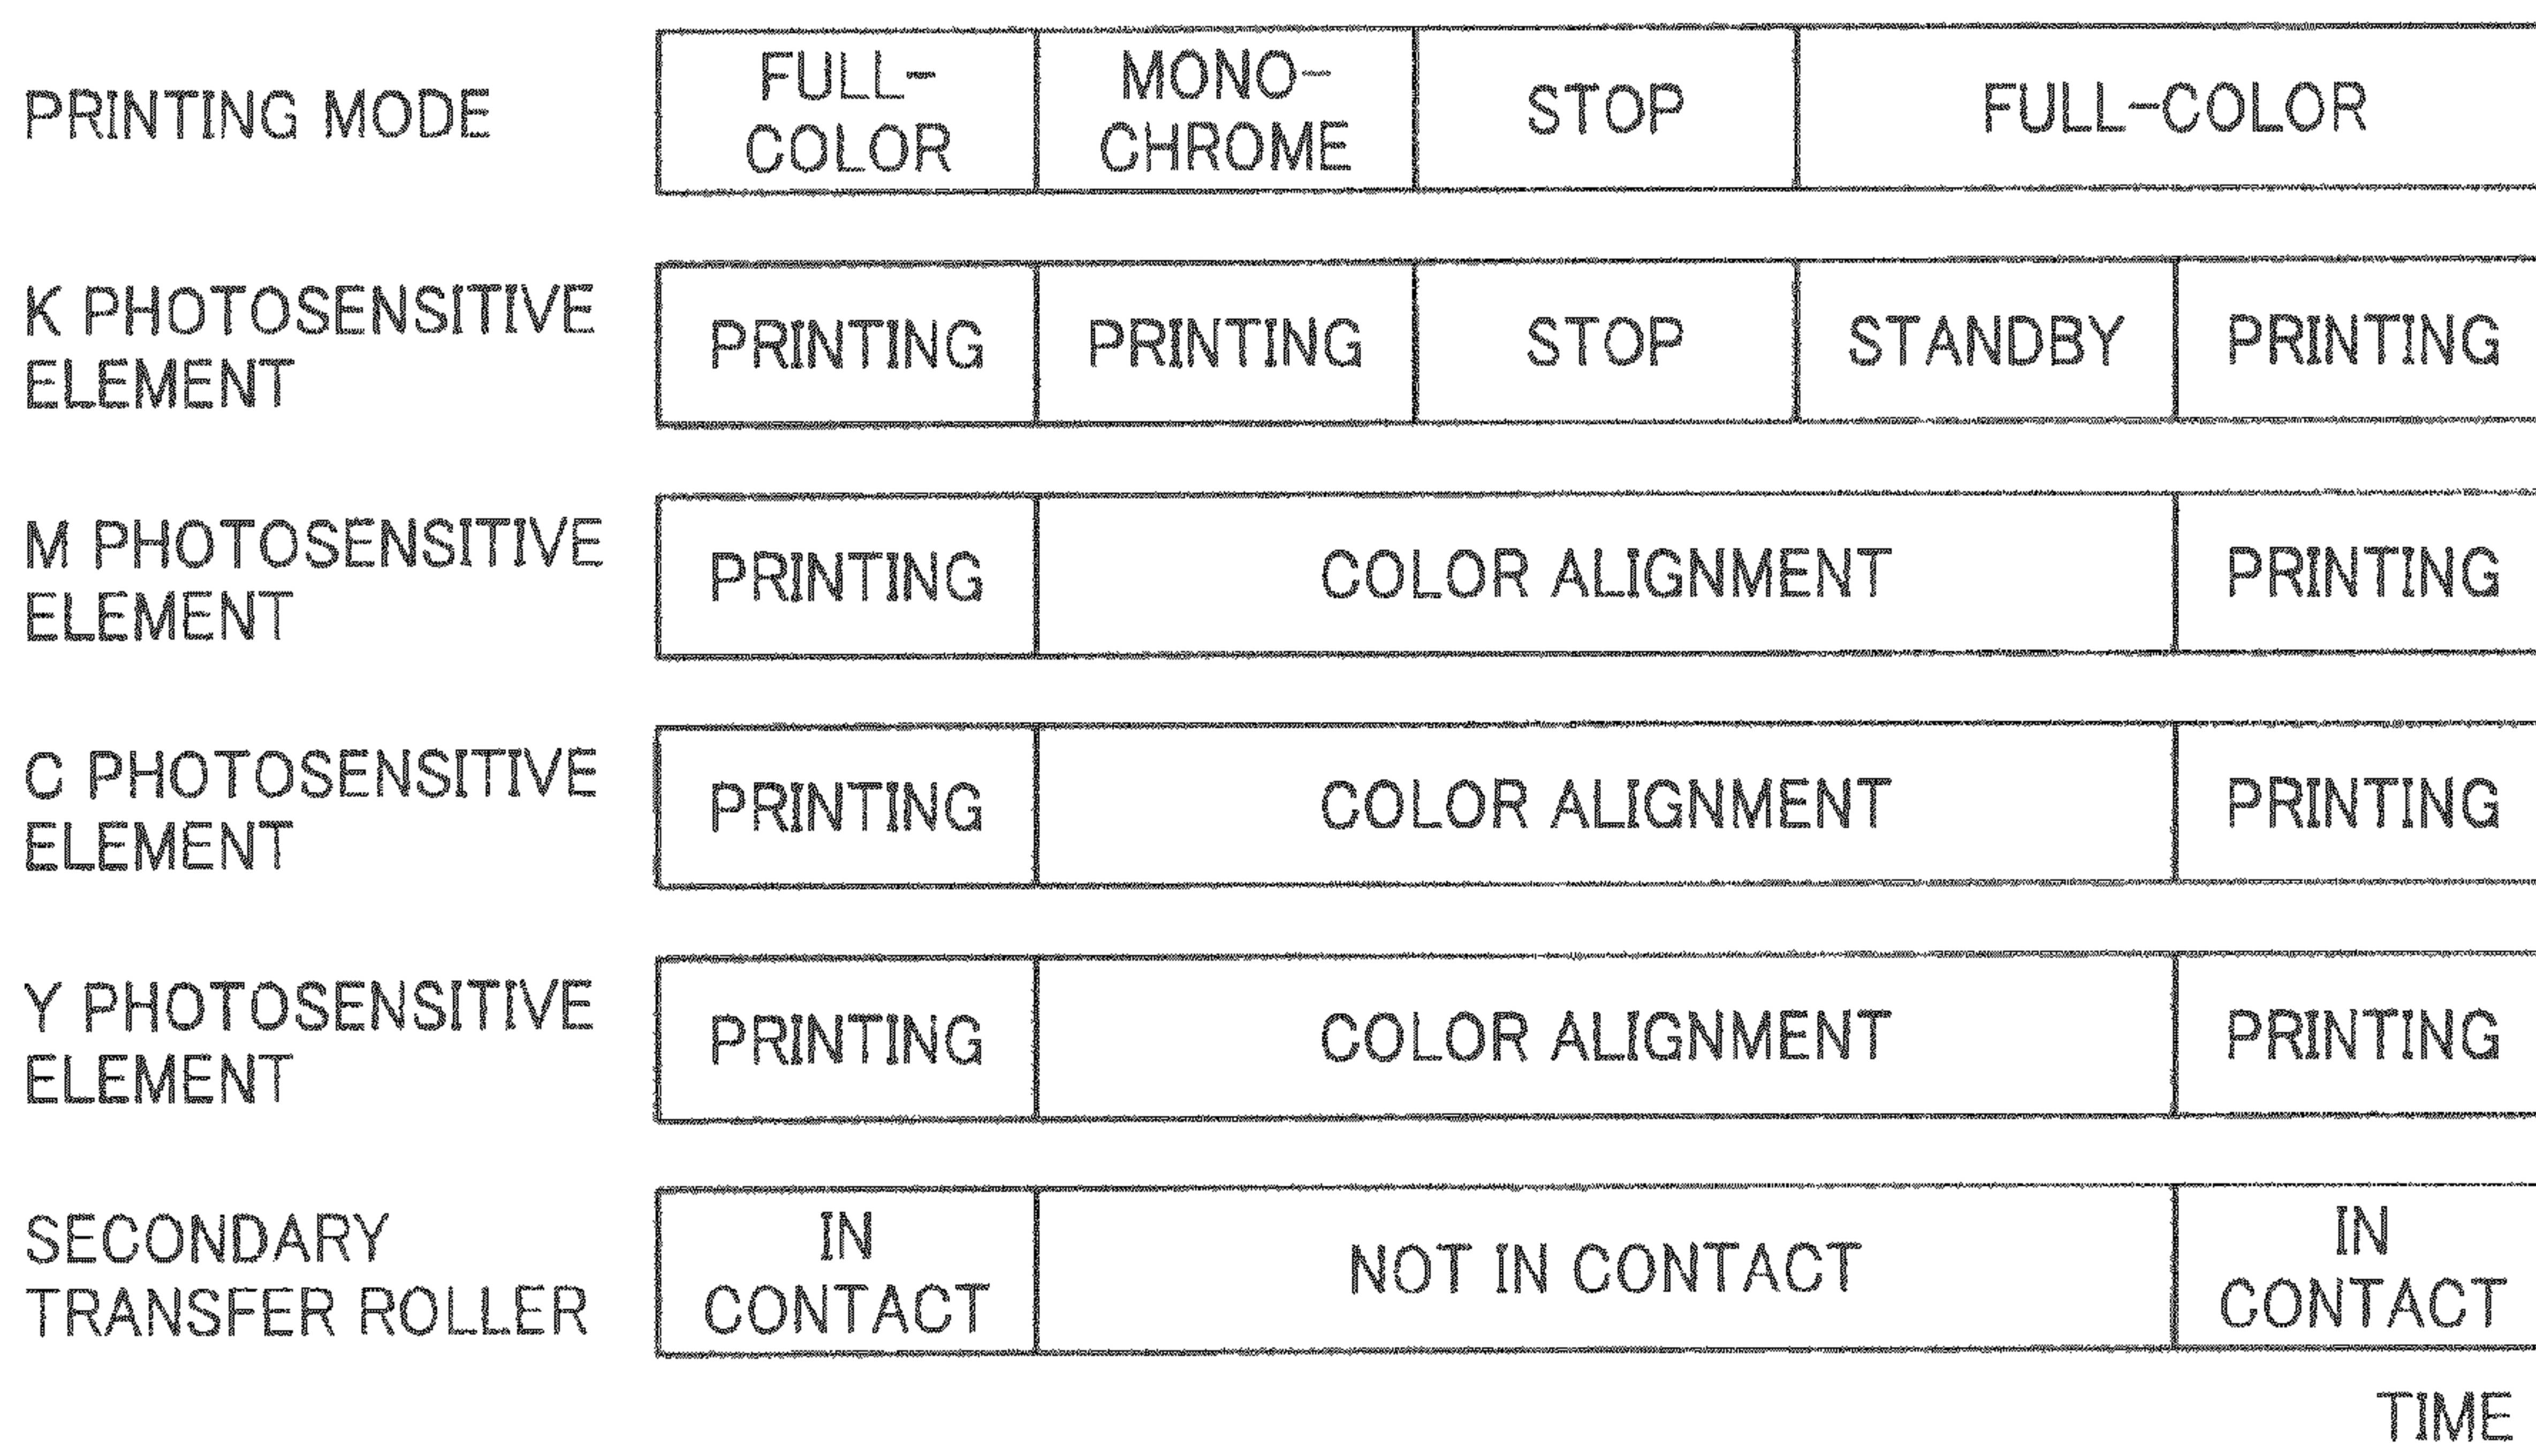 PRINTING MODE
FULL-
COLOR
MONO-
CHROME
STOP
FULL-COLOR
K PHOTOSENSITIVE
ELEMENT
PRINTING
PRINTING
STOP
STANDBY
PRINTING
M PHOTOSENSITIVE
ELEMENT
PRINTING
COLOR ALIGNMENT
PRINTING
C PHOTOSENSITIVE
ELEMENT
PRINTING
COLOR ALIGNMENT
PRINTING
Y PHOTOSENSITIVE
ELEMENT
PRINTING
COLOR ALIGNMENT
PRINTING
SECONDARY
TRANSFER ROLLER
IN
CONTACT
NOT IN CONTACT
IN
CONTACT
TIME